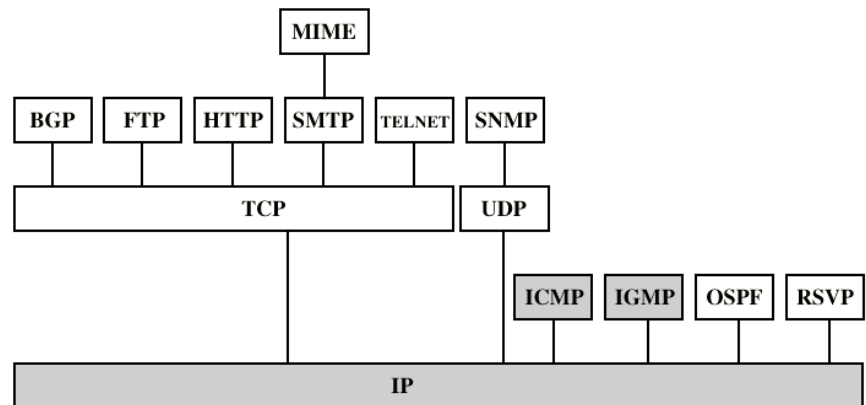 MIME
BGP FTP HTTP SMTP TELNET SNMP
TCP UDP
ICMP IGMP OSPF RSVP
IP